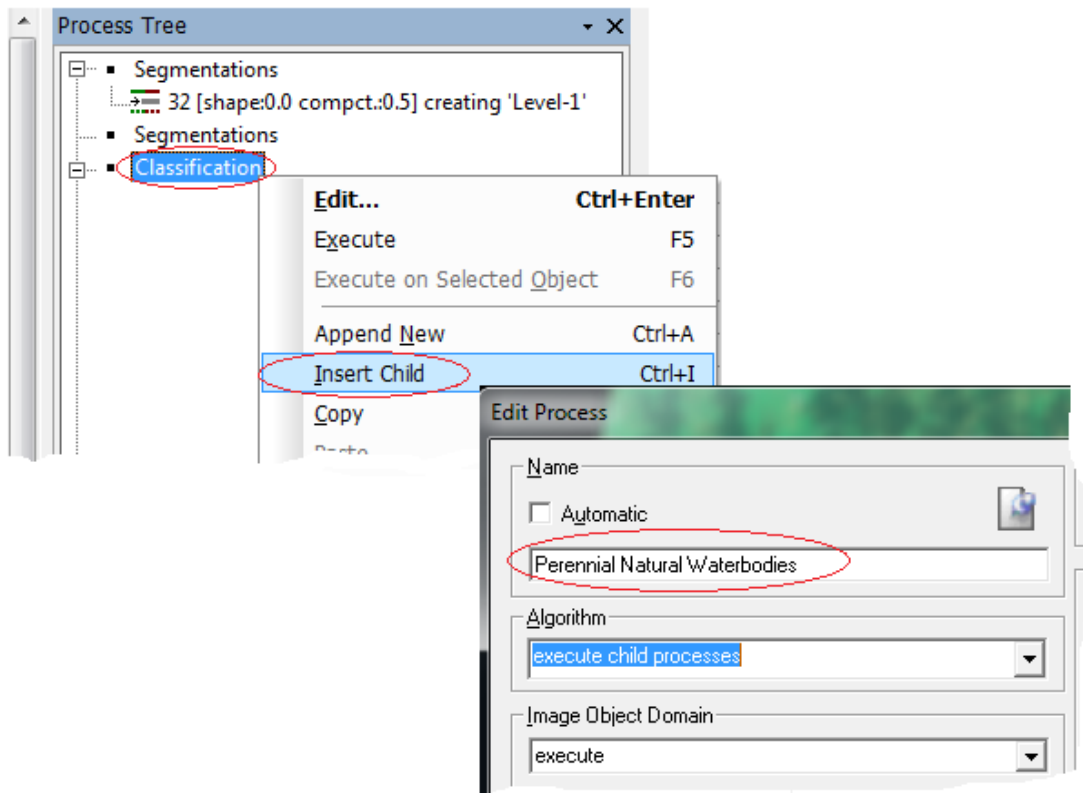 Process Tree
Segmentations
32 [shape:0.0 compct.:0.5] creating 'Level-1'
Segmentations
Classification
Edit... Ctrl+Enter
Execute F5
Execute on Selected Object F6
Append New Ctrl+A
Insert Child Ctrl+I
Copy
Edit Process
Name
Automatic
Perennial Natural Waterbodies
Algorithm
execute child processes
Image Object Domain
execute